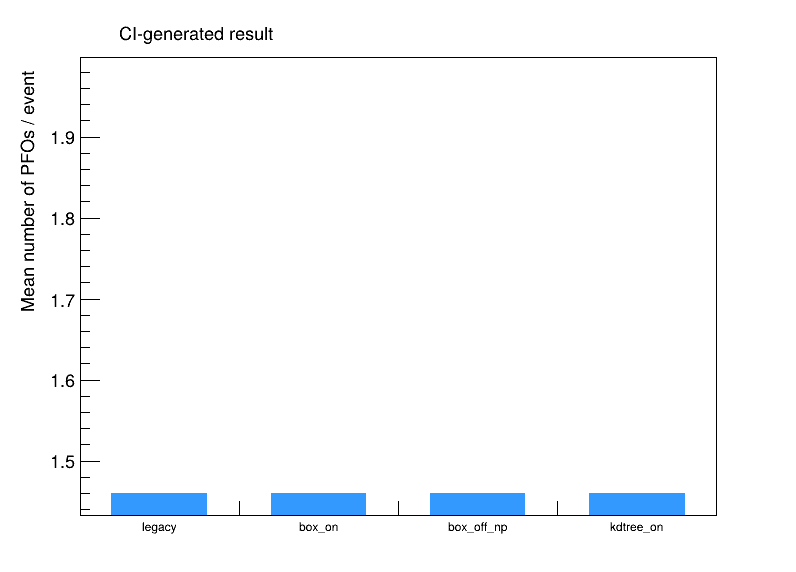 CI-generated result
Mean number of PFOs / event
1.9
1.8
1.7
1.6
1.5
legacy
box_on
box_off_np
kdtree_on